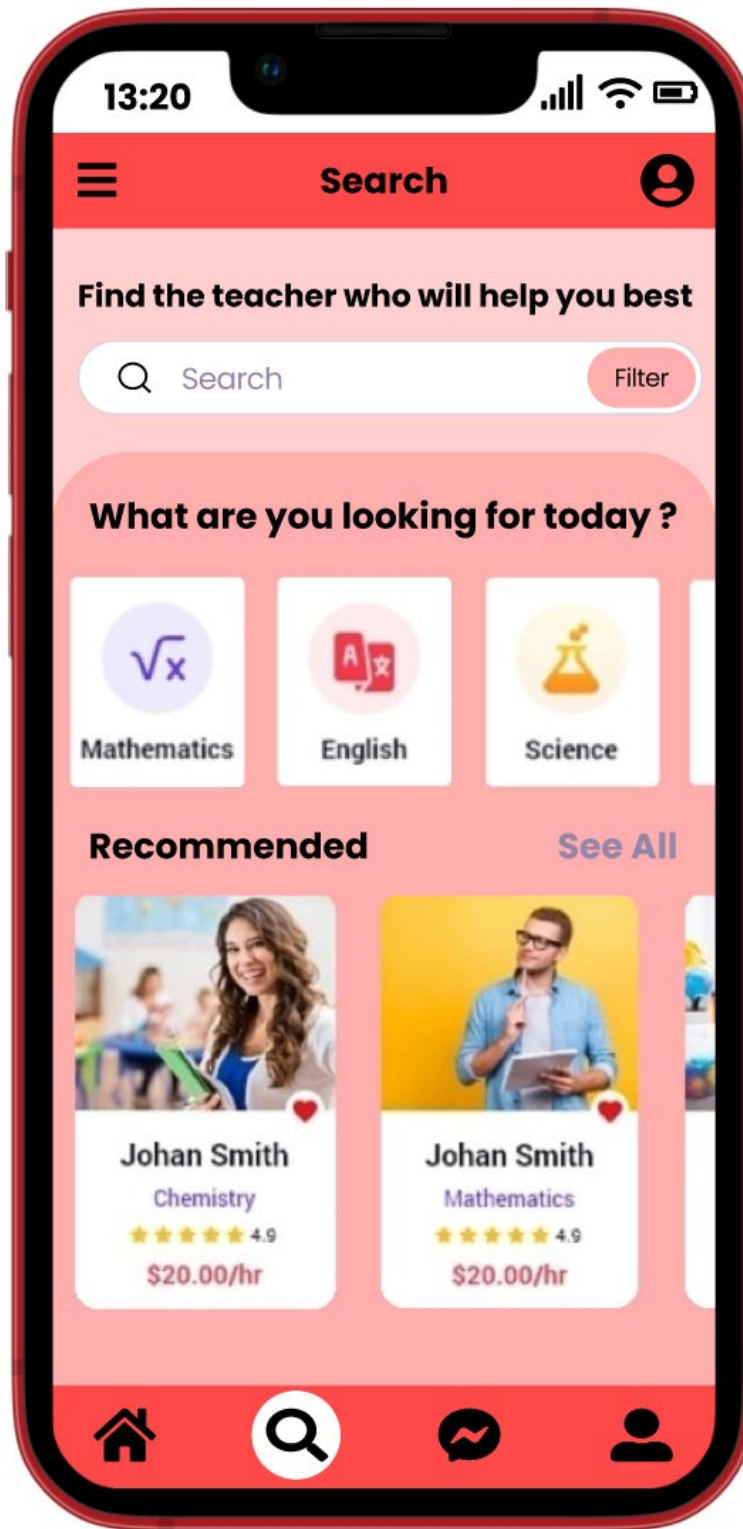 13:20
Search
Find the teacher who will help you best
Search
Filter
What are you looking for today ?
Mathematics
English
Science
Recommended
See All
Johan Smith
Chemistry
4.9
$20.00/hr
Johan Smith
Mathematics
4.9
$20.00/hr